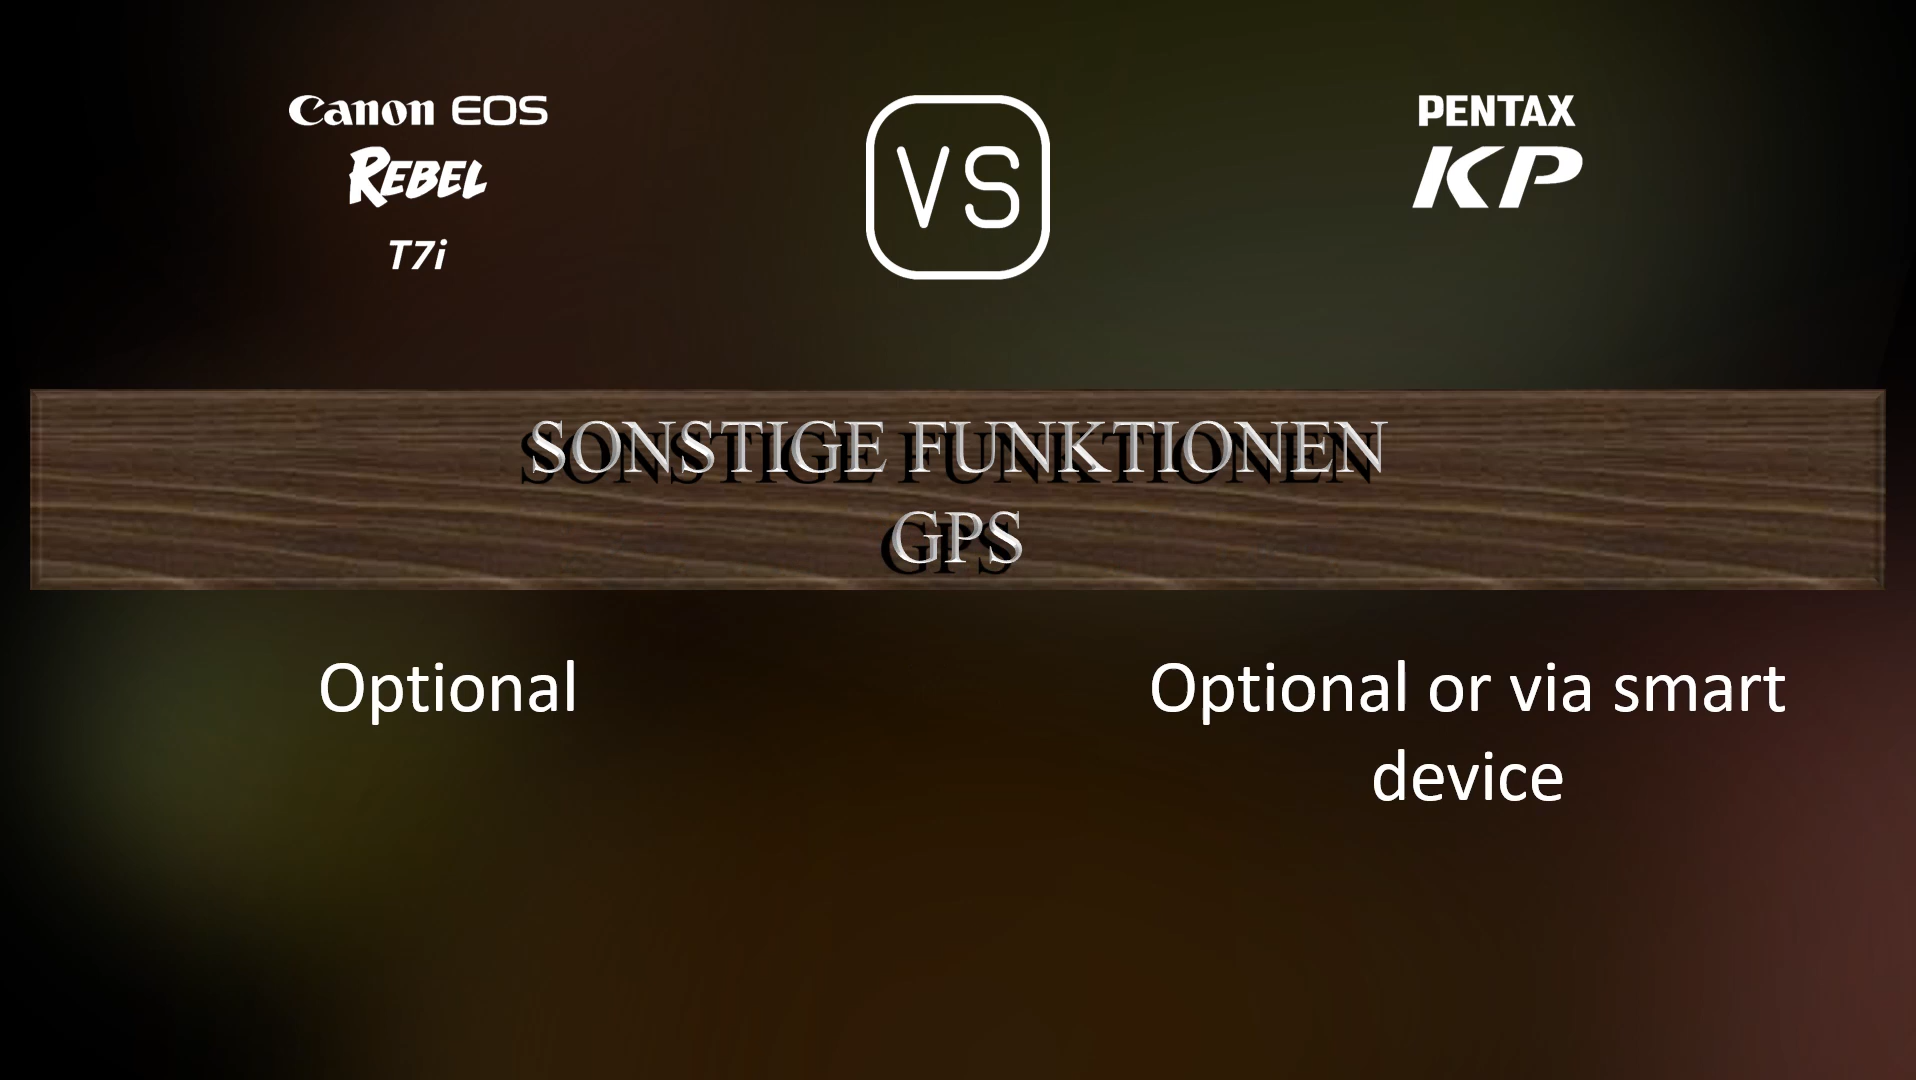 Canon EOS
REBEL
T7i
VS
PENTAX
KP
SONSTIGE FUNKTIONEN
GPS
Optional
Optional or via smart
device